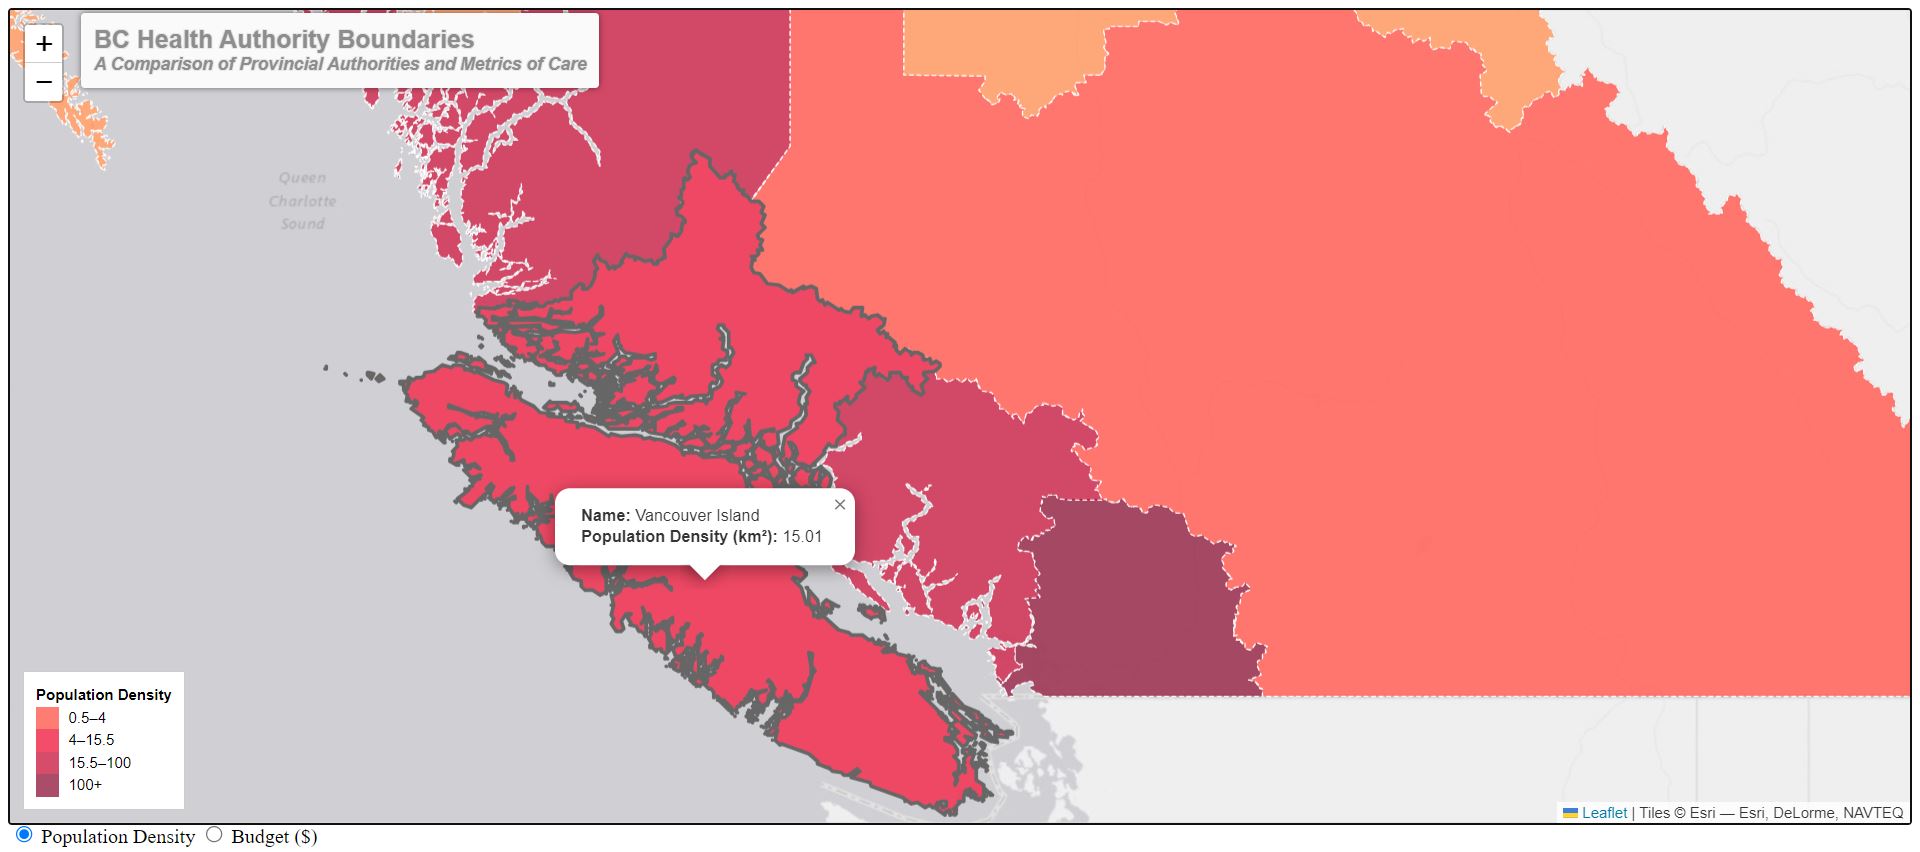 +
−
BC Health Authority Boundaries
A Comparison of Provincial Authorities and Metrics of Care
Queen
Charlotte
Sound
×
Name: Vancouver Island
Population Density (km²): 15.01
Population Density
0.5–4
4–15.5
15.5–100
100+
Leaflet | Tiles © Esri — Esri, DeLorme, NAVTEQ
Population Density Budget ($)